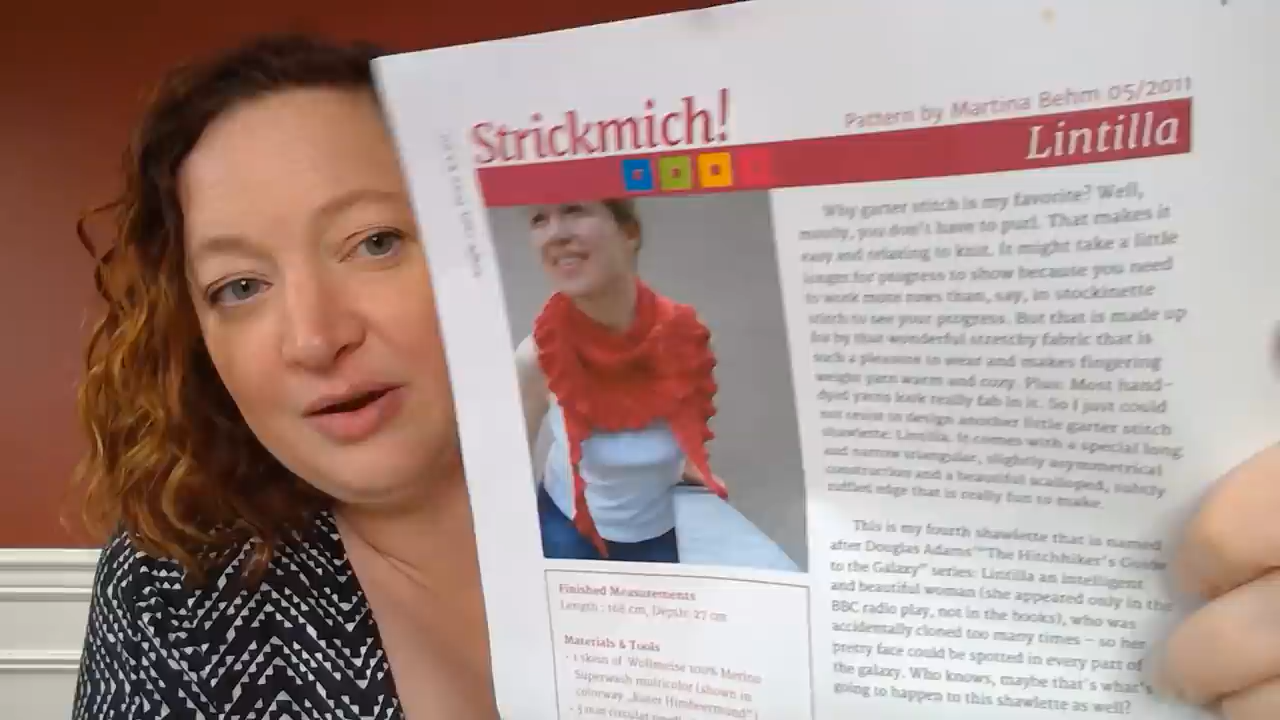 Strickmich!
Pattern by Martina Behm 05/2011
Lintilla
Why garter stitch is my favorite? Well,
mostly, you don't have to purl. That makes it
easy and relaxing to knit. It might take a little
longer for progress to show because you need
to work more rows than, say, in stockinette
stitch to see your progress. But that is made up
for by that wonderful stretchy fabric that is
such a pleasure to wear and makes fingering
weight yarn warm and cozy. Plus: Most hand-
dyed yarns look really fab in it. So I just could
not resist to design another little garter stitch
shawlette: Lintilla. It comes with a special long
and narrow triangular, slightly asymmetrical
construction and a beautiful scalloped, subtly
ruffled edge that is really fun to make.
This is my fourth shawlette that is named
after Douglas Adams' "The Hitchhiker's Guide
to the Galaxy" series: Lintilla an intelligent
and beautiful woman (she appeared only in the
BBC radio play, not in the books), who was
accidentally cloned too many times – so her
pretty face could be spotted in every part of
the galaxy. Who knows, maybe that's what's
going to happen to this shawlette as well?
Finished Measurements
Length: 168 cm, Depth: 27 cm
Materials & Tools
- 1 skein of Wollmeise 100% Merino
Superwash multicolor (shown in
colorway „Roter Himbeermund")